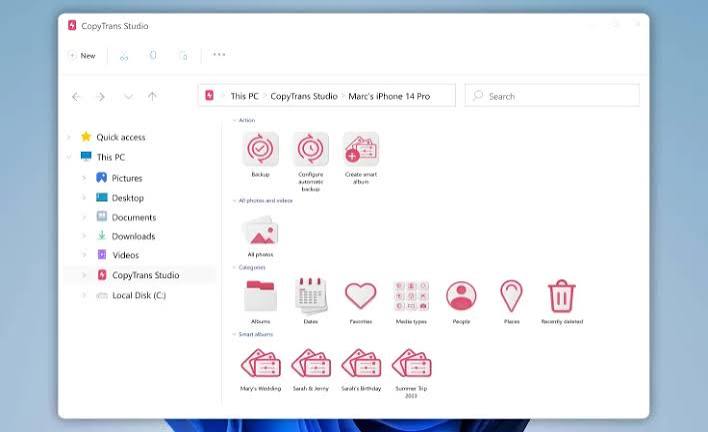 CopyTrans Studio
New
This PC > CopyTrans Studio > Marc's iPhone 14 Pro
Search
Quick access
This PC
Pictures
Desktop
Documents
Downloads
Videos
CopyTrans Studio
Local Disk (C:)
Action
Backup
Configure
automatic
backup
Create smart
album
All photos and videos
All photos
Categories
Albums
Dates
Favorites
Media types
People
Places
Recently deleted
Smart albums
Mary's Wedding
Sarah & Jenny
Sarah's Birthday
Summer Trip
2023